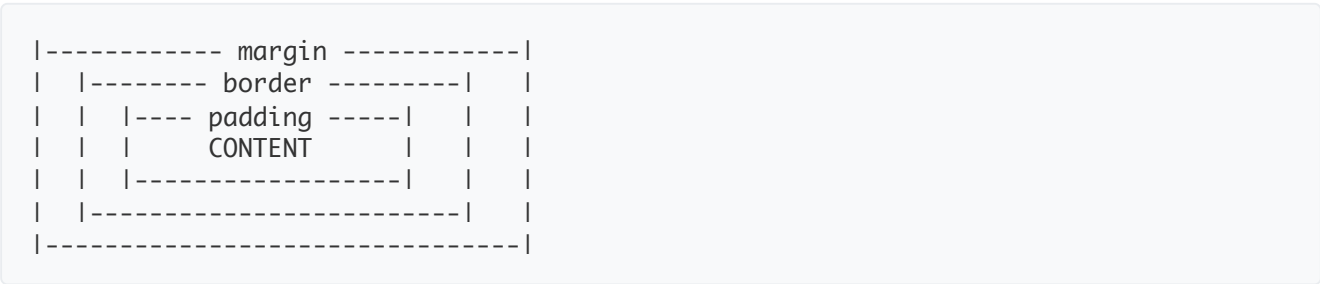 |------------ margin ------------|
|  |-------- border ---------|   |
|  |  |---- padding -----|   |   |
|  |  |     CONTENT      |   |   |
|  |  |------------------|   |   |
|  |-------------------------|   |
|--------------------------------|